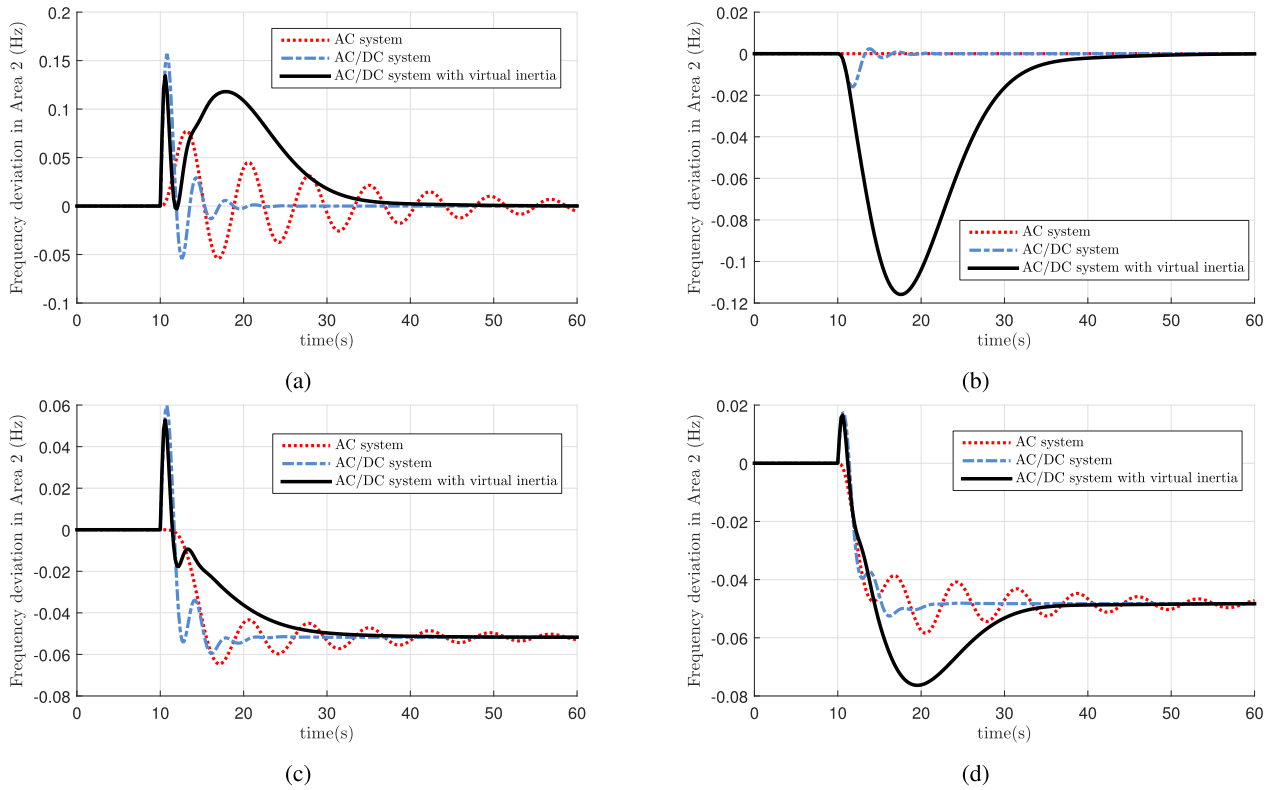 Frequency deviation in Area 2 (Hz)
0.2
0.15
0.1
0.05
0
-0.05
-0.1
AC system
AC/DC system
AC/DC system with virtual inertia
0 10 20 30 40 50 60
time(s)
(a)
Frequency deviation in Area 2 (Hz)
0.02
0
-0.02
-0.04
-0.06
-0.08
-0.1
-0.12
AC system
AC/DC system
AC/DC system with virtual inertia
0 10 20 30 40 50 60
time(s)
(b)
Frequency deviation in Area 2 (Hz)
0.06
0.04
0.02
0
-0.02
-0.04
-0.06
-0.08
AC system
AC/DC system
AC/DC system with virtual inertia
0 10 20 30 40 50 60
time(s)
(c)
Frequency deviation in Area 2 (Hz)
0.02
0
-0.02
-0.04
-0.06
-0.08
AC system
AC/DC system
AC/DC system with virtual inertia
0 10 20 30 40 50 60
time(s)
(d)